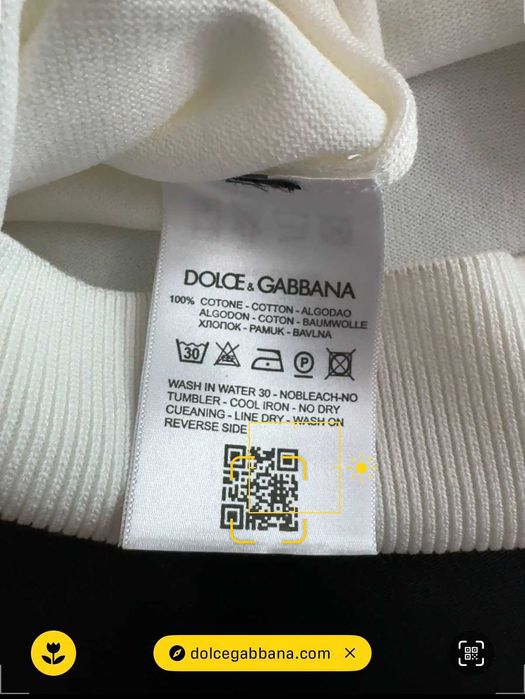 DOLCE & GABBANA
100% COTONE - COTTON - ALGODAO
ALGODON - COTON - BAUMWOLLE
ХЛОПОК - PAMUK - BAVLNA
30
P
WASH IN WATER 30 - NOBLEACH-NO
TUMBLER - COOL IRON - NO DRY
CUEANING - LINE DRY - WASH ON
REVERSE SIDE
dolcegabbana.com